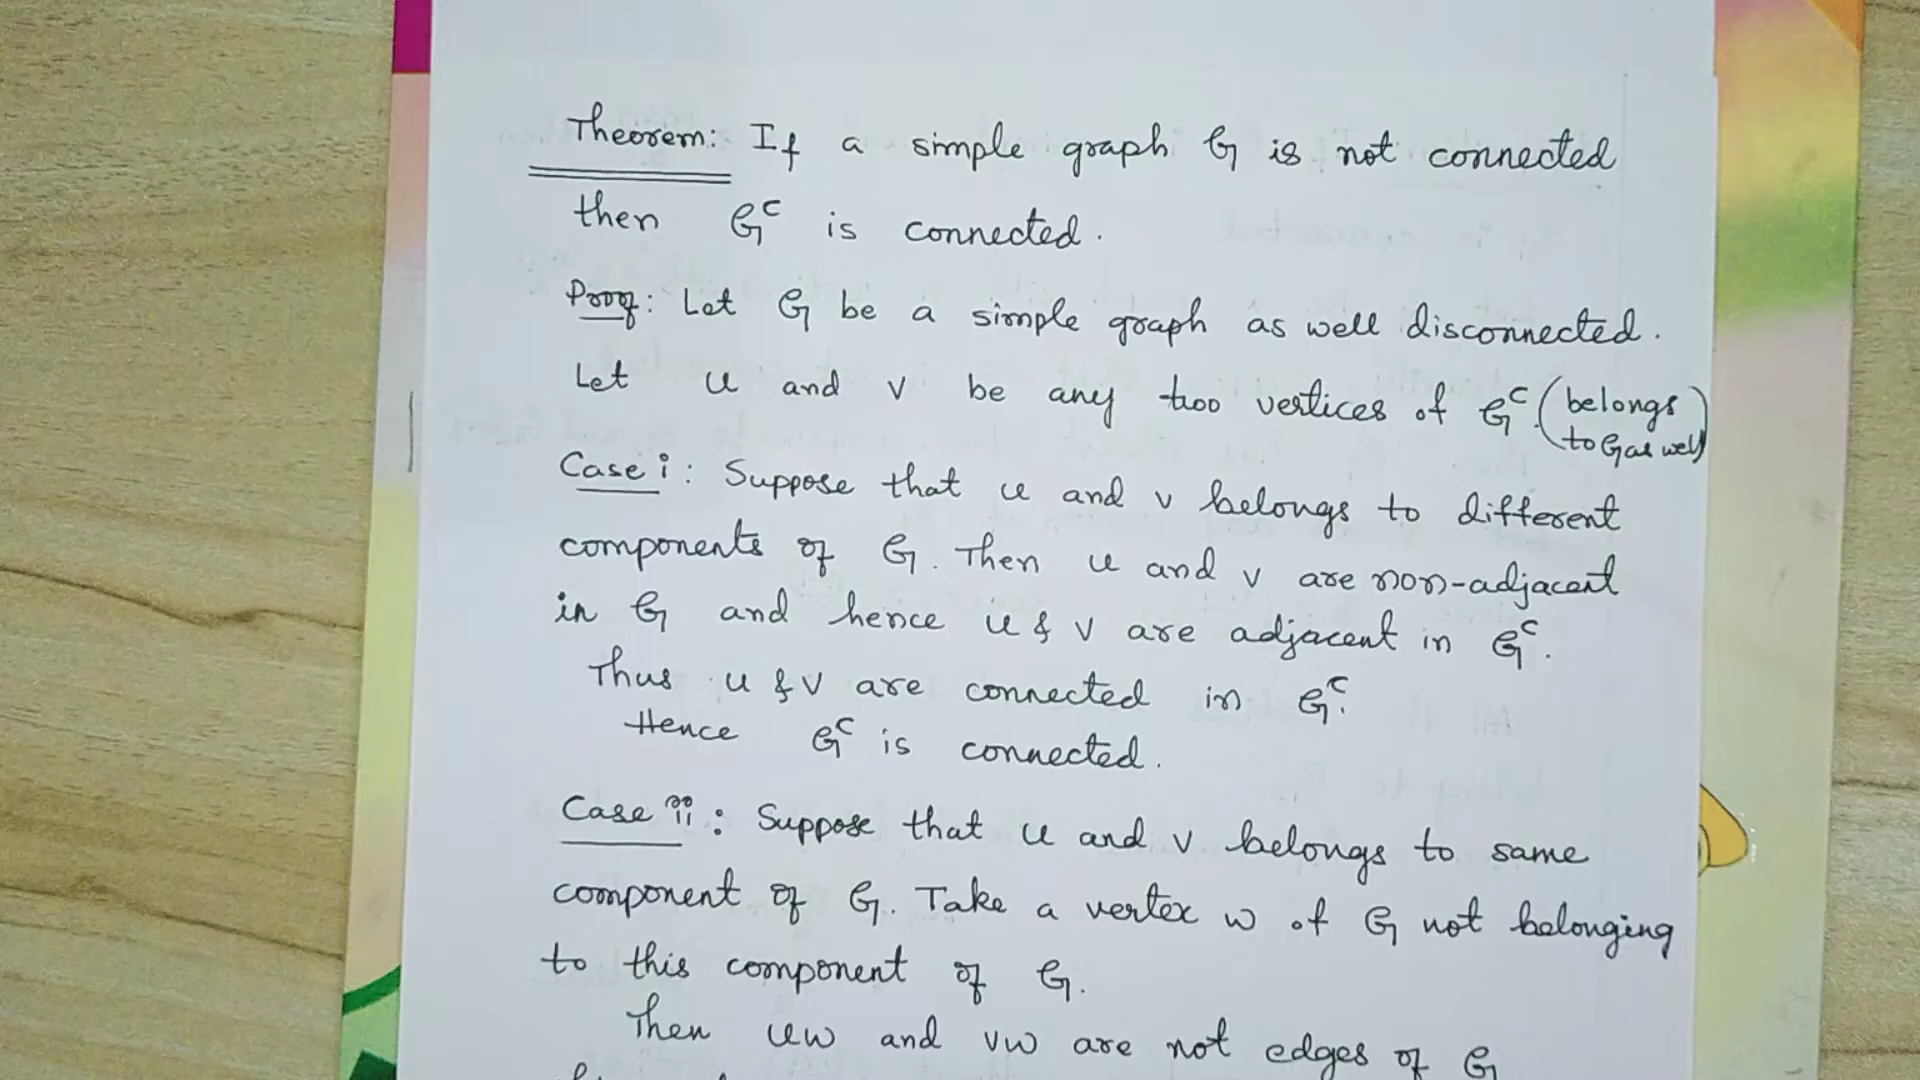 Theorem: If a simple graph G is not connected
then G^c is connected.
Proof: Let G be a simple graph as well disconnected.
Let u and v be any two vertices of G^c. (belongs
to G as well)
Case i: Suppose that u and v belongs to different
components of G. Then u and v are non-adjacent
in G and hence u & v are adjacent in G^c.
Thus u & v are connected in G^c.
Hence G^c is connected.
Case ii: Suppose that u and v belongs to same
component of G. Take a vertex w of G not belonging
to this component of G.
Then uw and vw are not edges of G